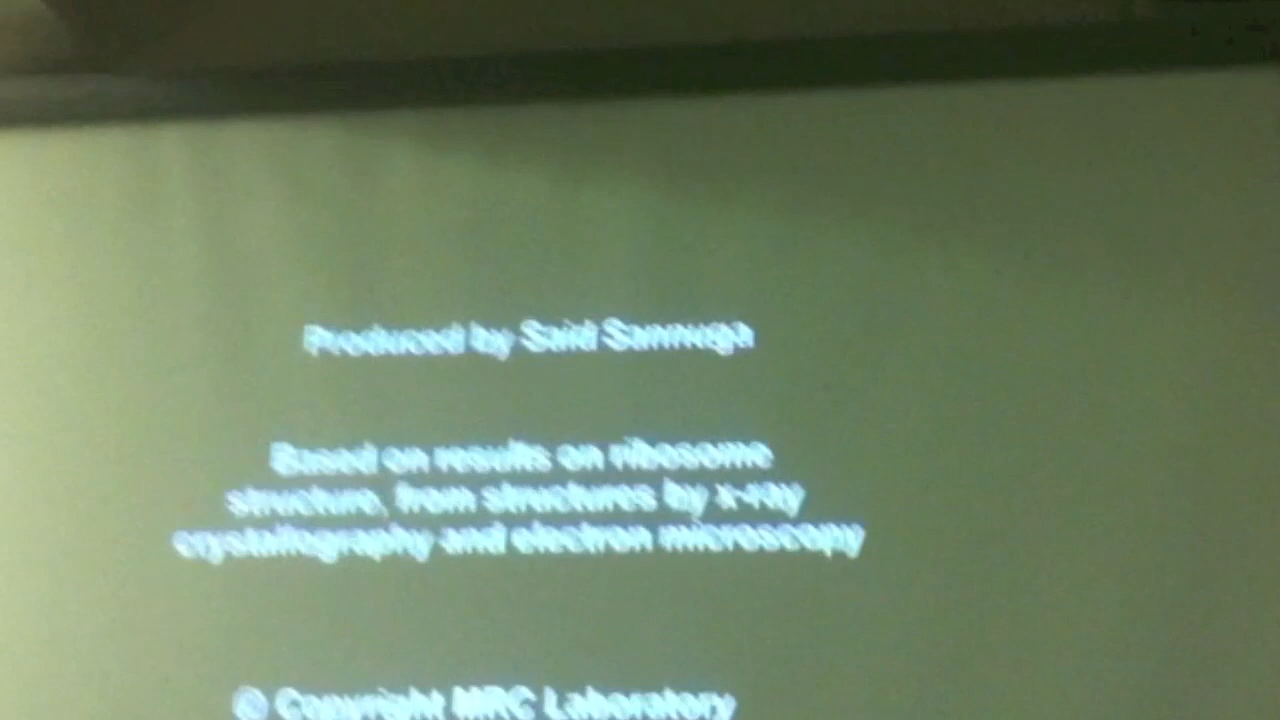 Produced by Said Sannuga
Based on results on ribosome
structure, from structures by x-ray
crystallography and electron microscopy
© Copyright MRC Laboratory